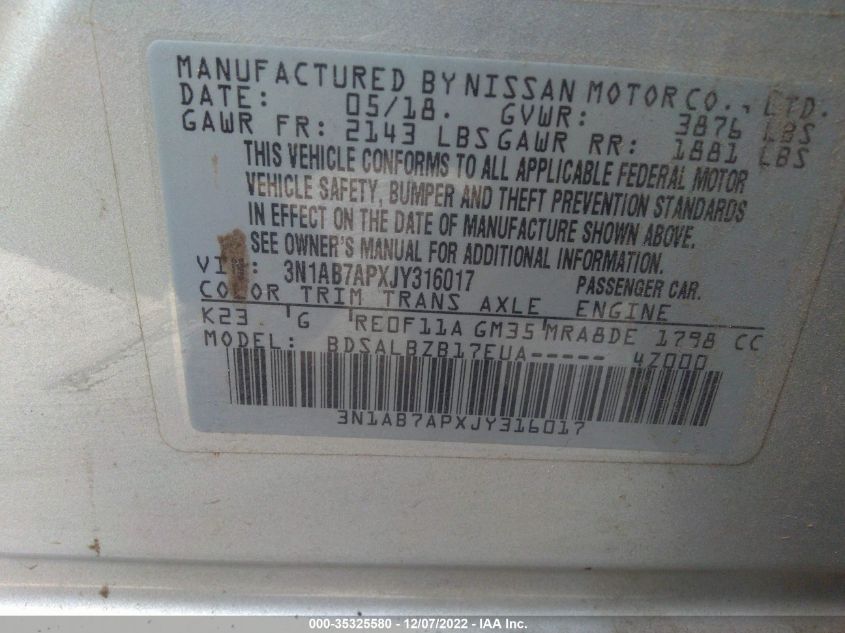 MANUFACTURED BY NISSAN MOTOR CO., LTD.
DATE: 05/18. GVWR: 3876 LBS
GAWR FR: 2143 LBS GAWR RR: 1881 LBS
THIS VEHICLE CONFORMS TO ALL APPLICABLE FEDERAL MOTOR
VEHICLE SAFETY, BUMPER AND THEFT PREVENTION STANDARDS
IN EFFECT ON THE DATE OF MANUFACTURE SHOWN ABOVE.
SEE OWNER'S MANUAL FOR ADDITIONAL INFORMATION.
VIN: 3N1AB7APXJY316017 PASSENGER CAR.
COLOR TRIM TRANS AXLE ENGINE
K23 G RE0F11A GM35 MRA8DE 1798 CC
MODEL: BDSALBZB17EUA----- 4Z000
3N1AB7APXJY316017
000-35325580 - 12/07/2022 - IAA Inc.